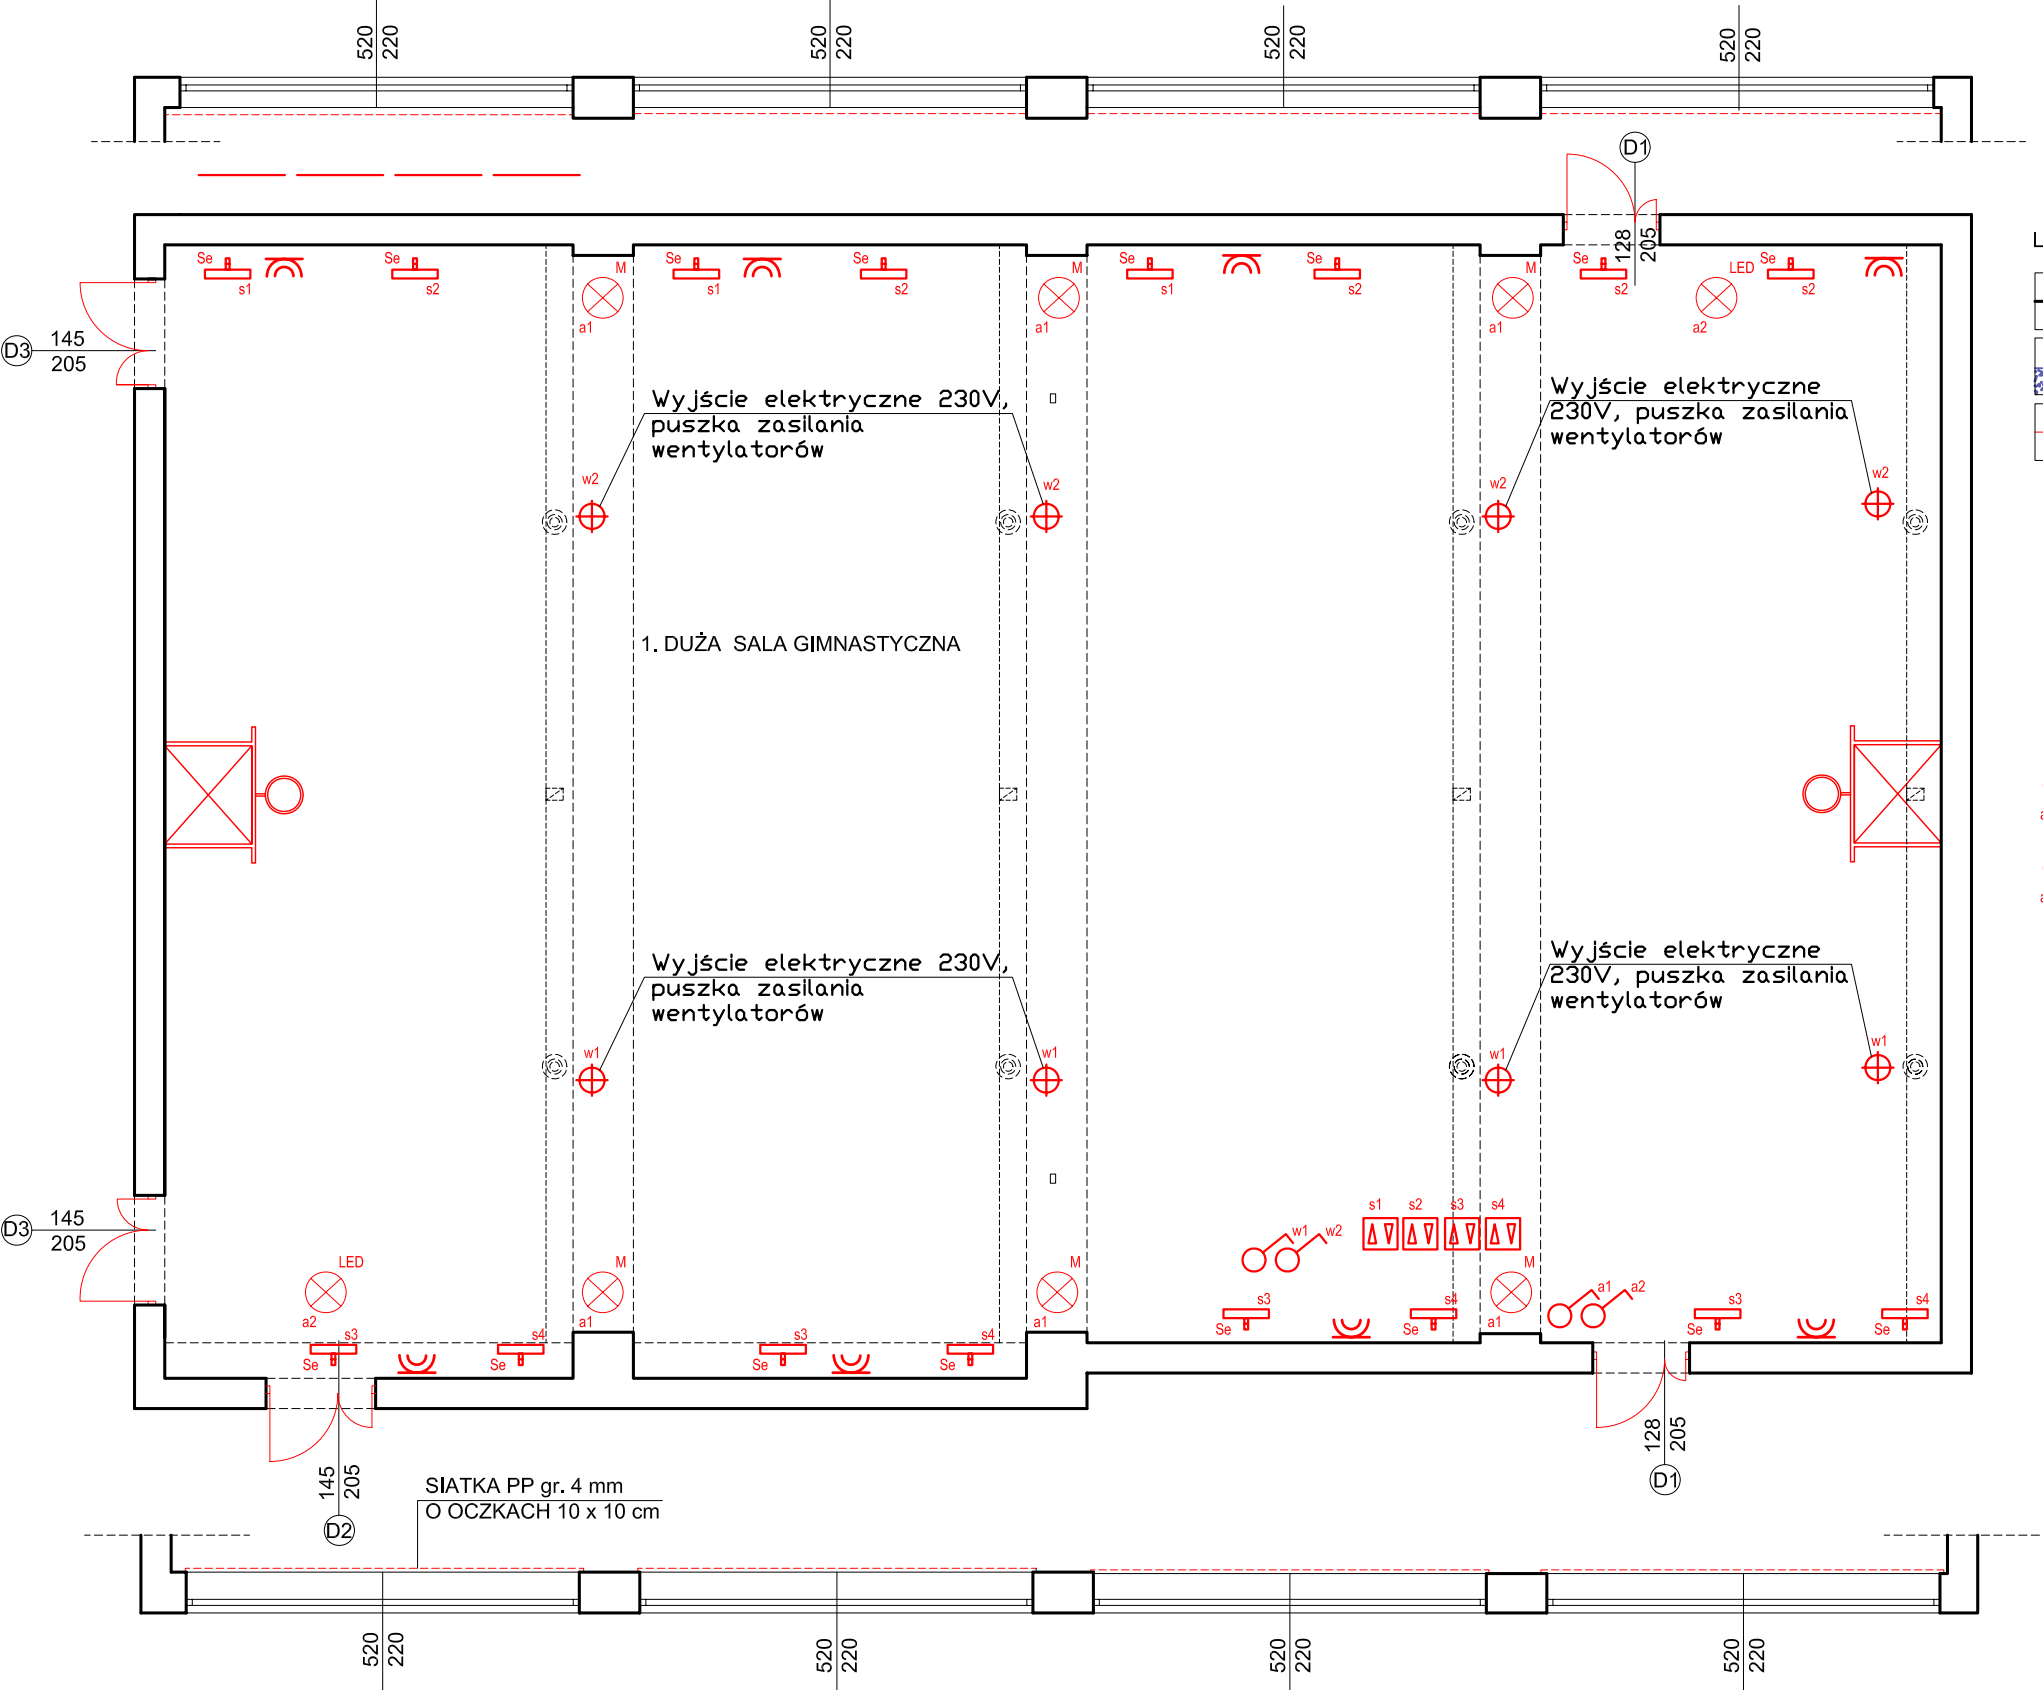 520
220
520
220
520
220
520
220
D1
128
205
Se
s1
Se
s2
M
a1
Se
s1
Se
s2
M
a1
Se
s1
Se
s2
M
a1
Se
s2
LED
a2
Se
s2
D3
145
205
Wyjście elektryczne 230V,
puszka zasilania
wentylatorów
Wyjście elektryczne
230V, puszka zasilania
wentylatorów
w2
w2
w2
w2
1. DUŻA SALA GIMNASTYCZNA
Wyjście elektryczne 230V,
puszka zasilania
wentylatorów
Wyjście elektryczne
230V, puszka zasilania
wentylatorów
w1
w1
w1
w1
D3
145
205
s1
s2
s3
s4
w1
w2
LED
a2
M
a1
M
a1
M
a1
a1
a2
s3
Se
s4
Se
s3
Se
s4
Se
s3
Se
s4
Se
s3
Se
s4
Se
145
205
D2
128
205
D1
SIATKA PP gr. 4 mm
O OCZKACH 10 x 10 cm
520
220
520
220
520
220
520
220